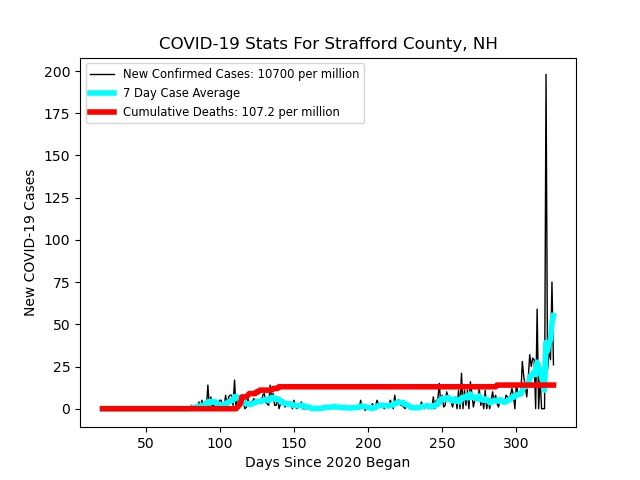 COVID-19 Stats For Strafford County, NH
New Confirmed Cases: 10700 per million
7 Day Case Average
Cumulative Deaths: 107.2 per million
New COVID-19 Cases
200
175
150
125
100
75
50
25
0
50 100 150 200 250 300
Days Since 2020 Began